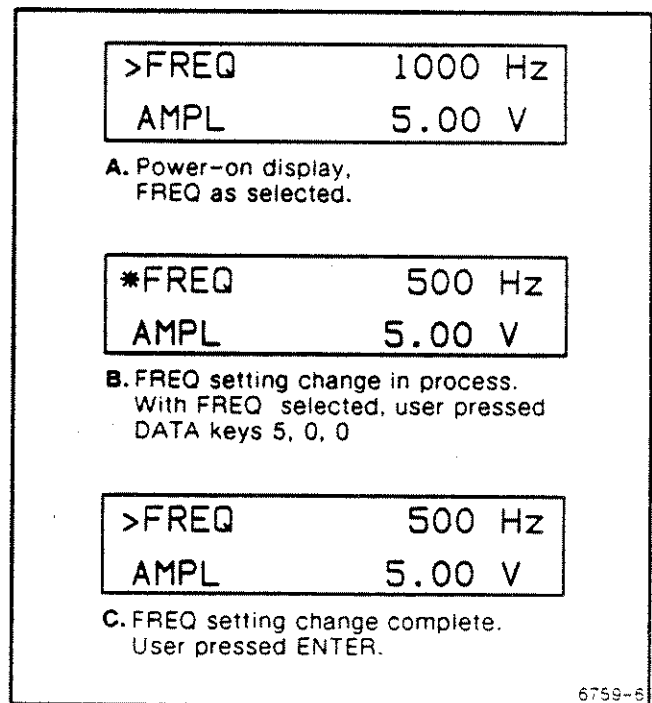 >FREQ 1000 Hz
AMPL 5.00 V
A. Power-on display,
FREQ as selected.
*FREQ 500 Hz
AMPL 5.00 V
B. FREQ setting change in process.
With FREQ selected, user pressed
DATA keys 5, 0, 0
>FREQ 500 Hz
AMPL 5.00 V
C. FREQ setting change complete.
User pressed ENTER.
6759-6